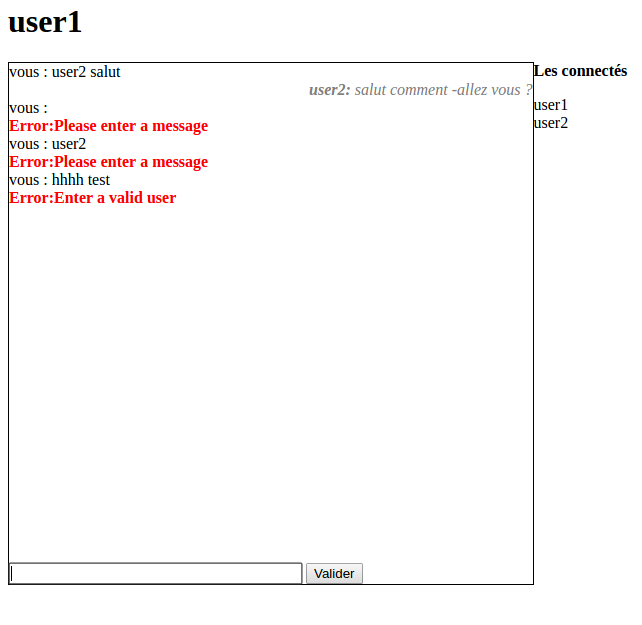 user1
vous : user2 salut
user2: salut comment -allez vous ?
vous :
Error:Please enter a message
vous : user2
Error:Please enter a message
vous : hhhh test
Error:Enter a valid user
Valider
Les connectés
user1
user2